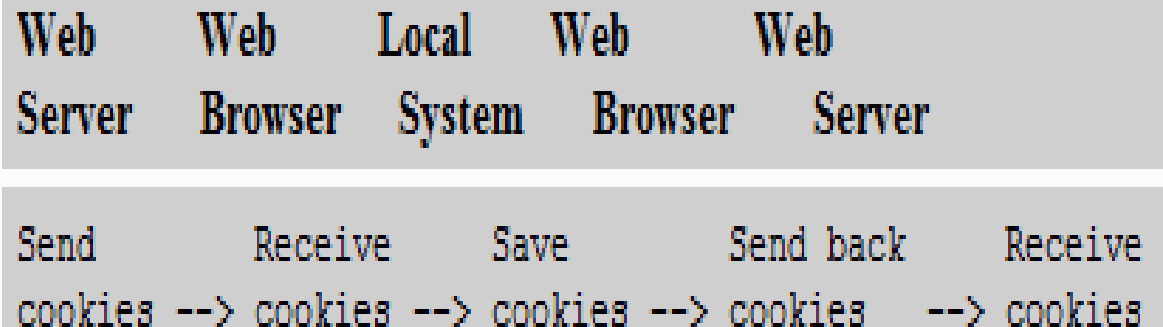 Web Web Local Web Web
Server Browser System Browser Server
Send Receive Save Send back Receive
cookies --> cookies --> cookies --> cookies --> cookies